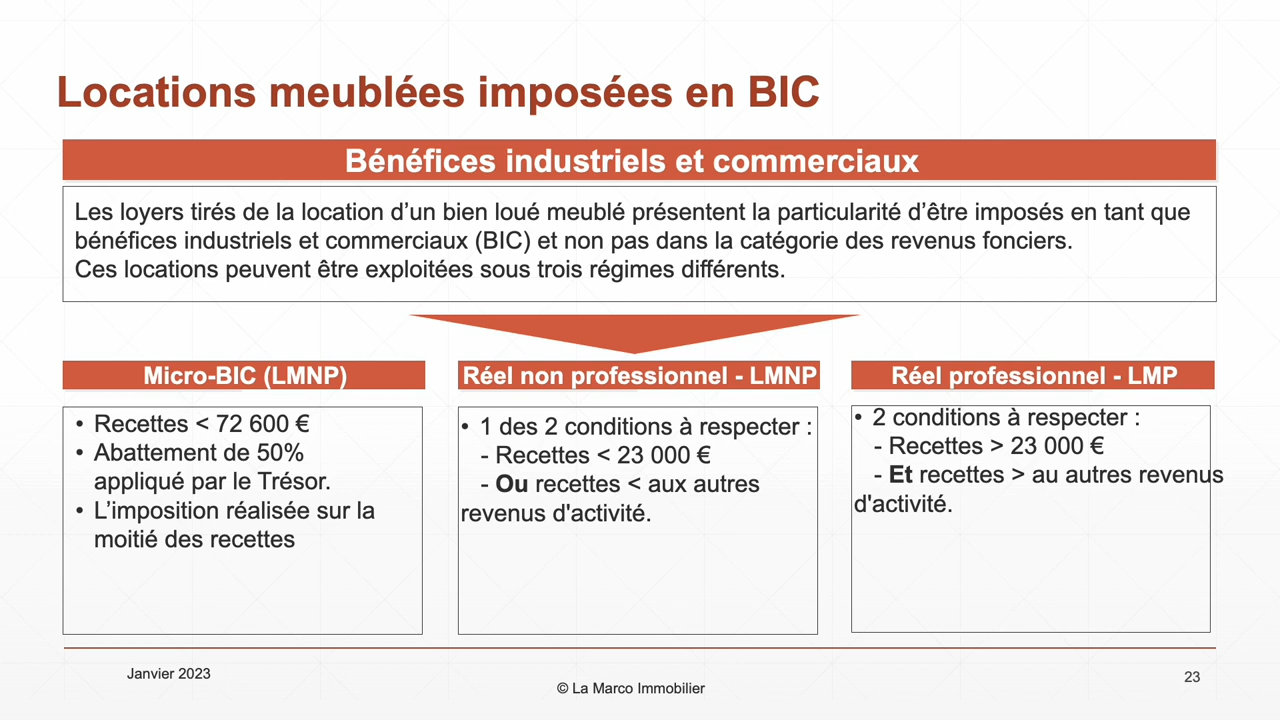 Locations meublées imposées en BIC
Bénéfices industriels et commerciaux
Les loyers tirés de la location d’un bien loué meublé présentent la particularité d’être imposés en tant que
bénéfices industriels et commerciaux (BIC) et non pas dans la catégorie des revenus fonciers.
Ces locations peuvent être exploitées sous trois régimes différents.
Micro-BIC (LMNP)
• Recettes < 72 600 €
• Abattement de 50%
appliqué par le Trésor.
• L’imposition réalisée sur la
moitié des recettes
Réel non professionnel - LMNP
• 1 des 2 conditions à respecter :
- Recettes < 23 000 €
- Ou recettes < aux autres
revenus d'activité.
Réel professionnel - LMP
• 2 conditions à respecter :
- Recettes > 23 000 €
- Et recettes > au autres revenus
d'activité.
Janvier 2023
© La Marco Immobilier
23